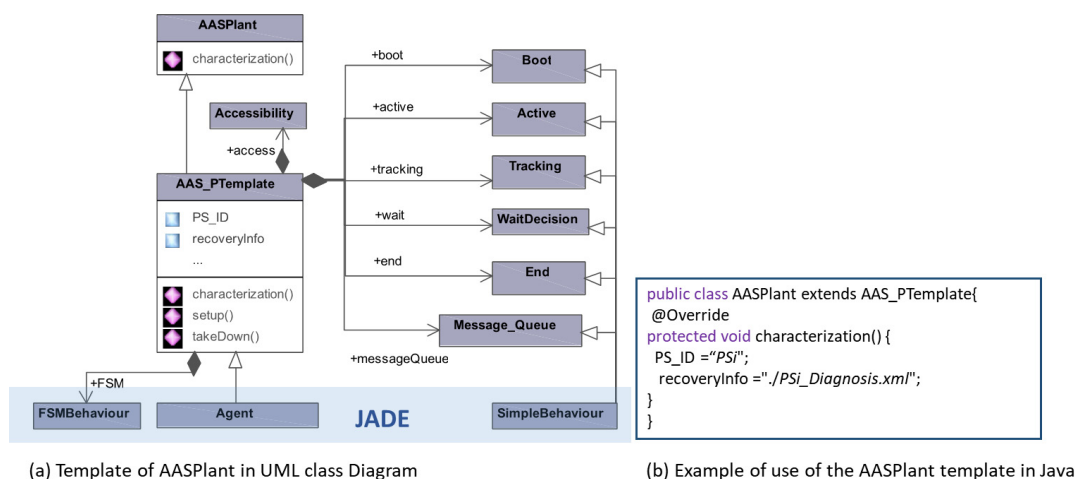 AASPlant
characterization()
Accessibility
+access
AAS_PTemplate
PS_ID
recoveryInfo
...
characterization()
setup()
takeDown()
+boot
Boot
+active
Active
+tracking
Tracking
+wait
WaitDecision
+end
End
Message_Queue
+messageQueue
+FSM
FSMBehaviour
Agent
JADE
SimpleBehaviour
public class AASPlant extends AAS_PTemplate{
@Override
protected void characterization() {
PS_ID =“PSi";
recoveryInfo ="./PSi_Diagnosis.xml";
}
}
(a) Template of AASPlant in UML class Diagram
(b) Example of use of the AASPlant template in Java